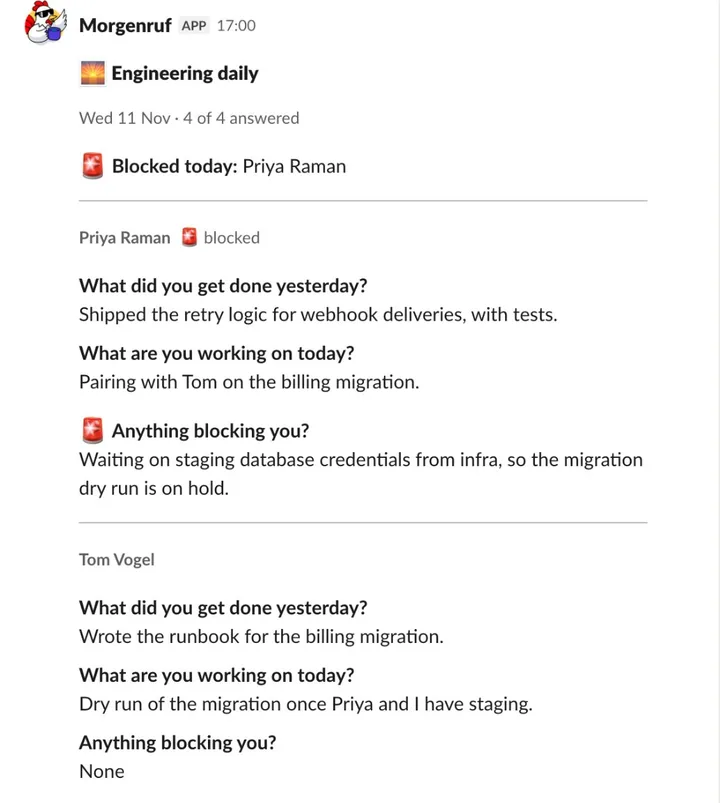 Morgenruf APP 17:00
Engineering daily
Wed 11 Nov · 4 of 4 answered
Blocked today: Priya Raman
Priya Raman blocked
What did you get done yesterday?
Shipped the retry logic for webhook deliveries, with tests.
What are you working on today?
Pairing with Tom on the billing migration.
Anything blocking you?
Waiting on staging database credentials from infra, so the migration
dry run is on hold.
Tom Vogel
What did you get done yesterday?
Wrote the runbook for the billing migration.
What are you working on today?
Dry run of the migration once Priya and I have staging.
Anything blocking you?
None